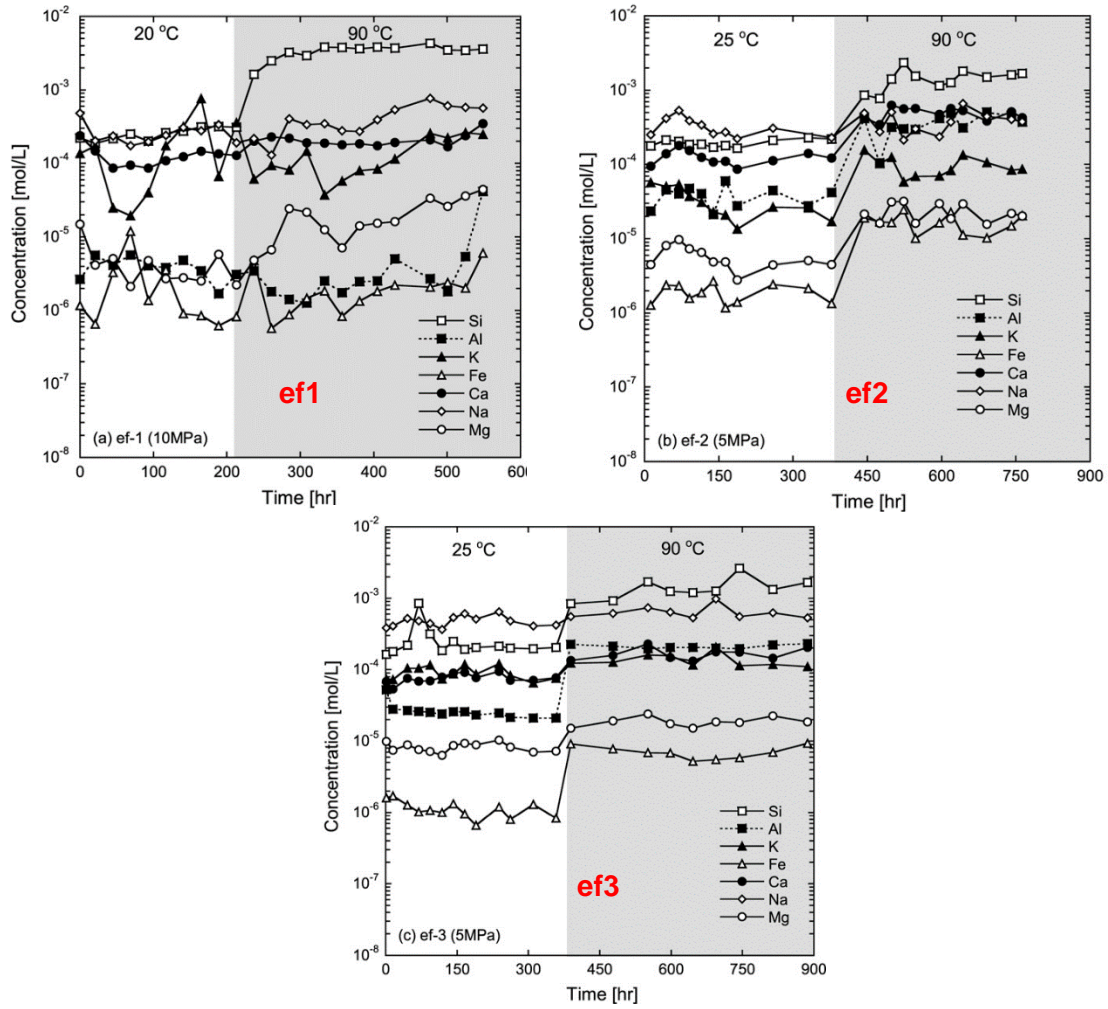 20 °C
90 °C
10⁻²
10⁻³
10⁻⁴
10⁻⁵
10⁻⁶
10⁻⁷
10⁻⁸
Concentration [mol/L]
Si
Al
K
Fe
Ca
Na
Mg
ef1
(a) ef-1 (10MPa)
0 100 200 300 400 500 600
Time [hr]
25 °C
90 °C
10⁻²
10⁻³
10⁻⁴
10⁻⁵
10⁻⁶
10⁻⁷
10⁻⁸
Concentration [mol/L]
Si
Al
K
Fe
Ca
Na
Mg
ef2
(b) ef-2 (5MPa)
0 150 300 450 600 750 900
Time [hr]
25 °C
90 °C
10⁻²
10⁻³
10⁻⁴
10⁻⁵
10⁻⁶
10⁻⁷
10⁻⁸
Concentration [mol/L]
Si
Al
K
Fe
Ca
Na
Mg
ef3
(c) ef-3 (5MPa)
0 150 300 450 600 750 900
Time [hr]